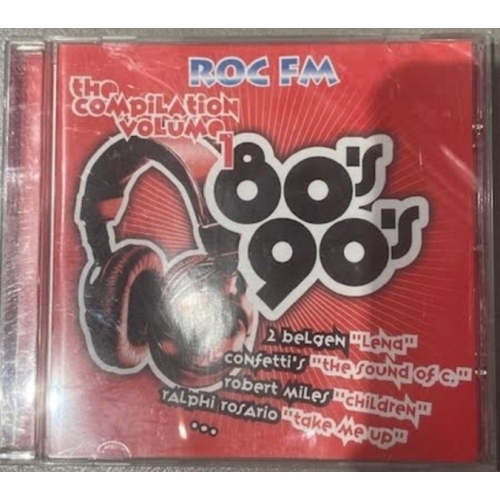 ROC FM
the
compilation
volume 1
80's
90's
2 belgen "Lena"
confetti's "the sound of c."
robert miles "children"
ralphi rosario "take me up"
...